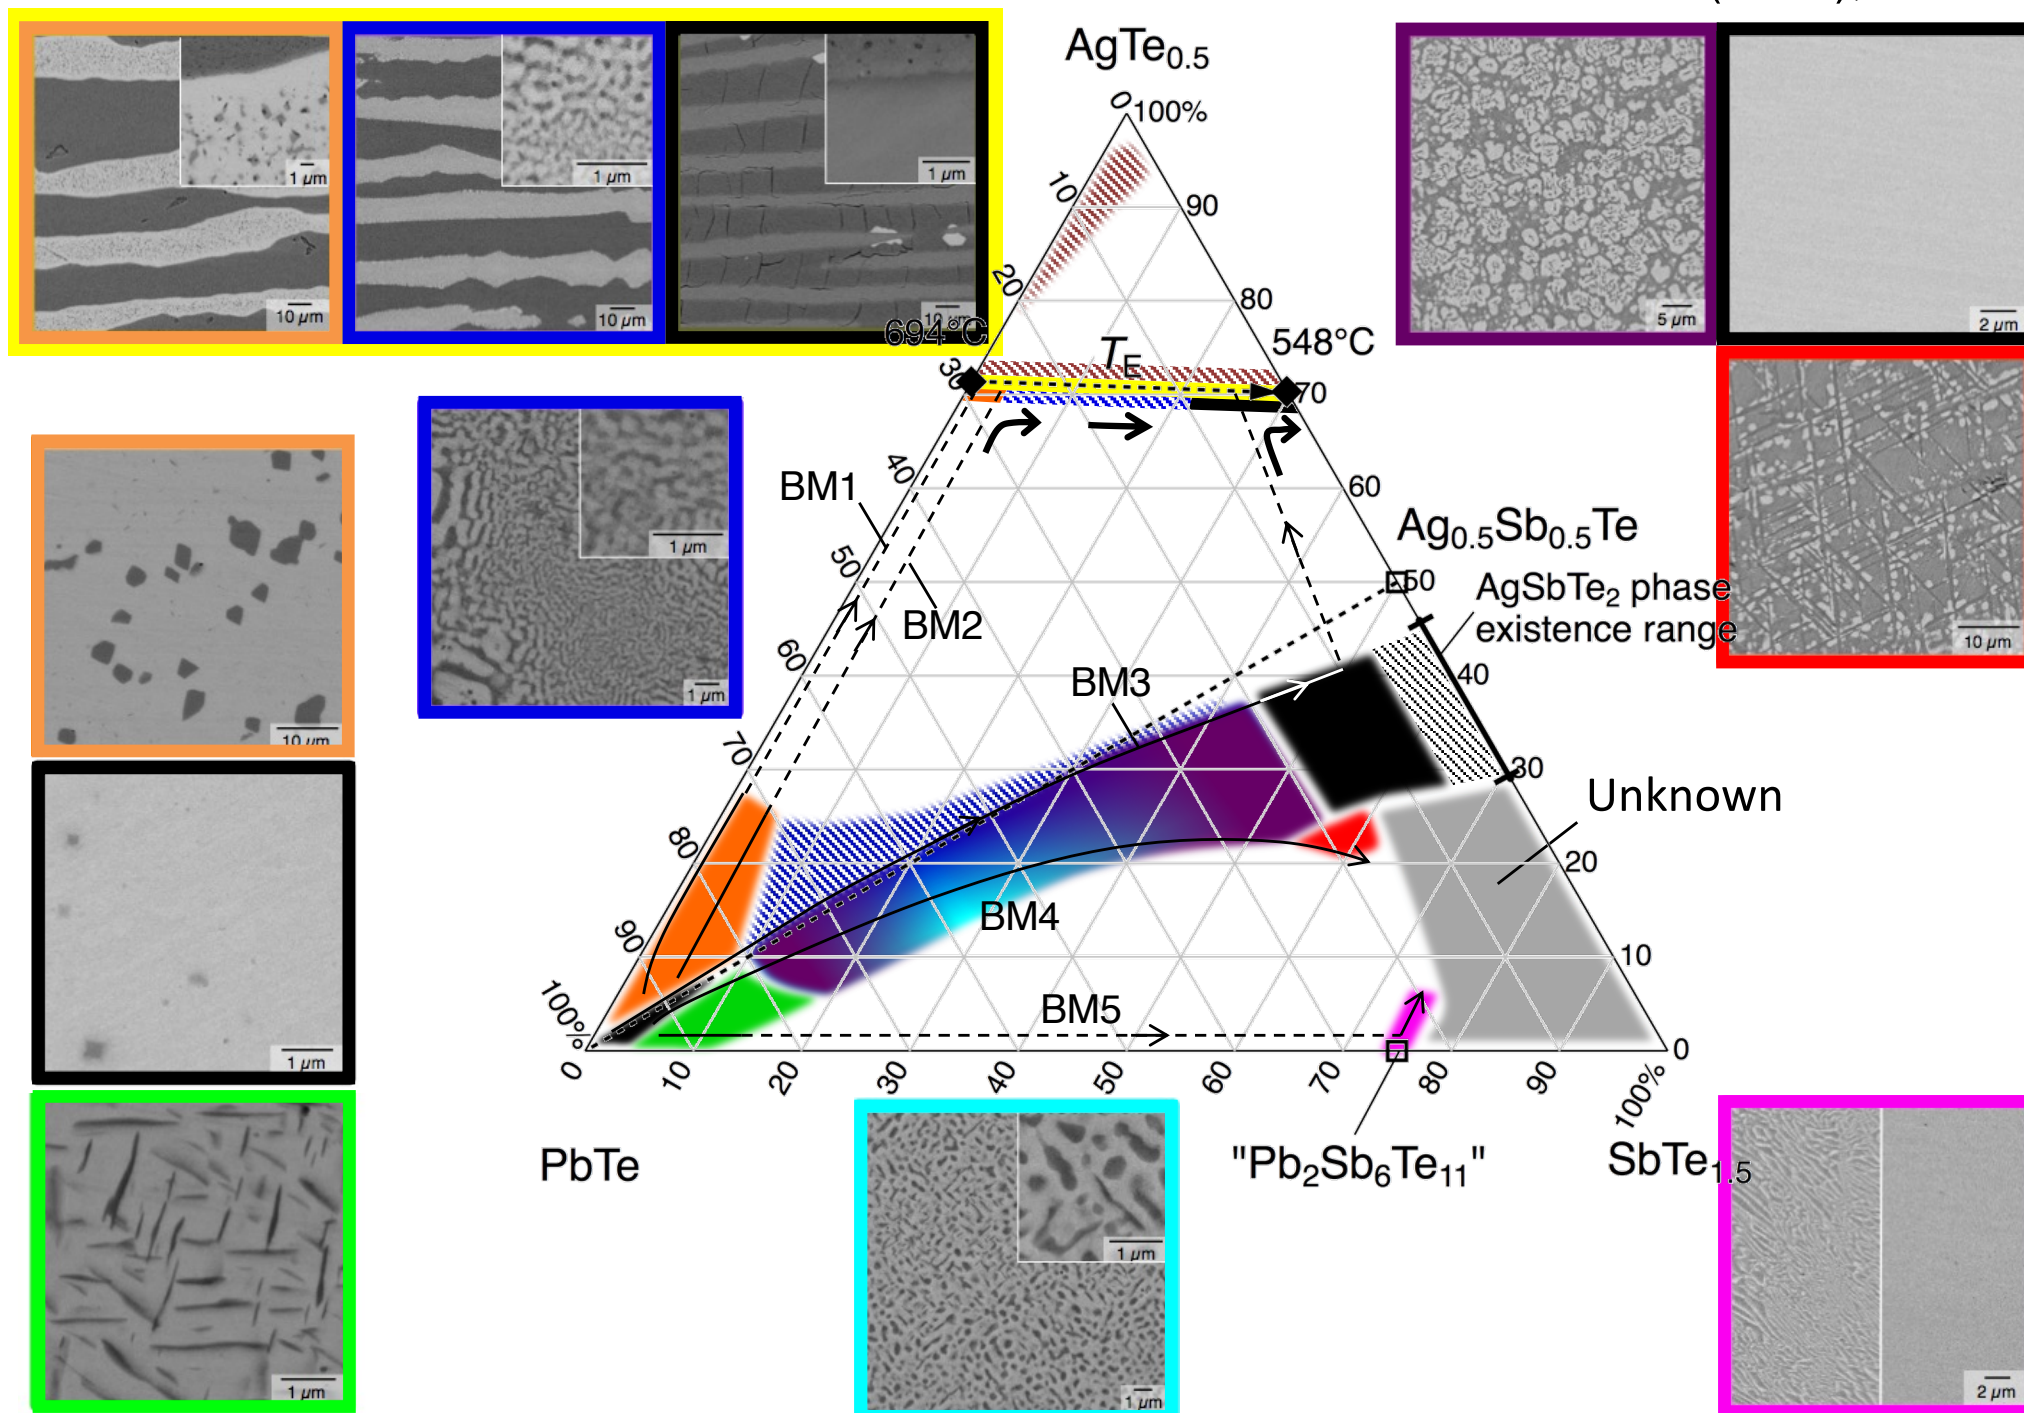 AgTe0.5
0
100%
10
90
20
80
694°C
TE
548°C
30
70
40
60
BM1
50
Ag0.5Sb0.5Te
50
AgSbTe2 phase
existence range
BM2
60
40
BM3
70
30
Unknown
80
20
BM4
90
10
BM5
100%
0
0
10
20
30
40
50
60
70
80
90
100%
PbTe
"Pb2Sb6Te11"
SbTe1.5
1 µm
10 µm
1 µm
10 µm
1 µm
10 µm
5 µm
2 µm
10 µm
1 µm
1 µm
10 µm
1 µm
1 µm
1 µm
1 µm
2 µm